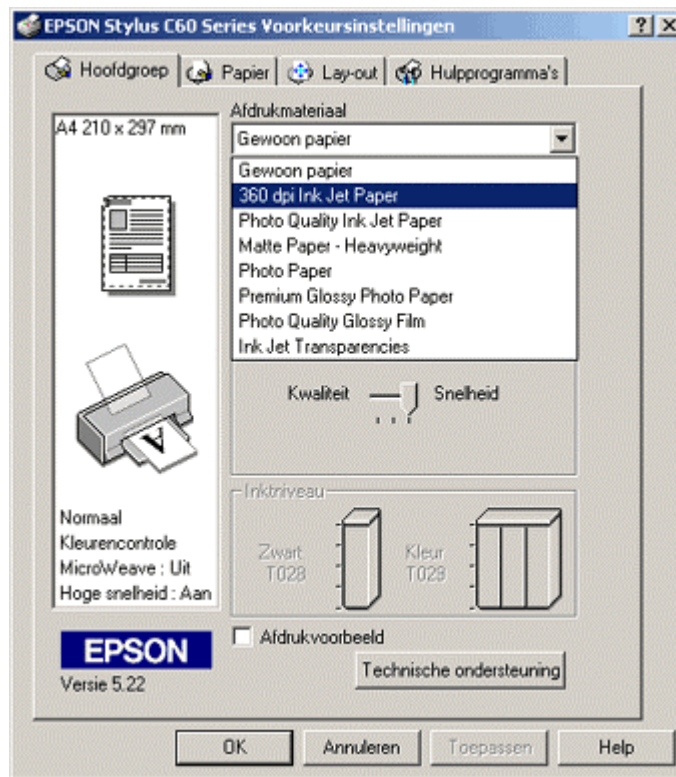 EPSON Stylus C60 Series Voorkeursinstellingen
Hoofdgroep
Papier
Lay-out
Hulpprogramma's
A4 210 x 297 mm
Afdrukmateriaal
Gewoon papier
Gewoon papier
360 dpi Ink Jet Paper
Photo Quality Ink Jet Paper
Matte Paper - Heavyweight
Photo Paper
Premium Glossy Photo Paper
Photo Quality Glossy Film
Ink Jet Transparencies
Kwaliteit
Snelheid
A
Inktniveau
Zwart
T028
Kleur
T029
Normaal
Kleurencontrole
MicroWeave : Uit
Hoge snelheid : Aan
EPSON
Versie 5.22
Afdrukvoorbeeld
Technische ondersteuning
OK
Annuleren
Toepassen
Help